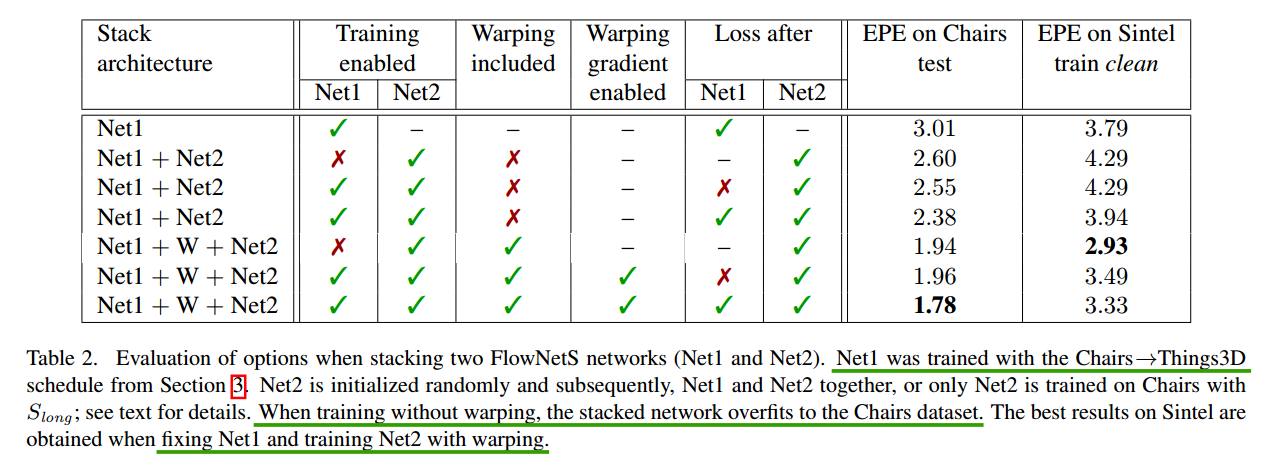 Stack architecture | Training enabled | Warping included | Warping gradient enabled | Loss after | EPE on Chairs test | EPE on Sintel train clean
Net1 | Net2 | Net1 | Net2
Net1 ✓ – – – ✓ – 3.01 3.79
Net1 + Net2 ✗ ✓ ✗ – – ✓ 2.60 4.29
Net1 + Net2 ✓ ✓ ✗ – ✗ ✓ 2.55 4.29
Net1 + Net2 ✓ ✓ ✗ – ✓ ✓ 2.38 3.94
Net1 + W + Net2 ✗ ✓ ✓ – – ✓ 1.94 2.93
Net1 + W + Net2 ✓ ✓ ✓ ✓ ✗ ✓ 1.96 3.49
Net1 + W + Net2 ✓ ✓ ✓ ✓ ✓ ✓ 1.78 3.33
Table 2. Evaluation of options when stacking two FlowNetS networks (Net1 and Net2). Net1 was trained with the Chairs→Things3D
schedule from Section 3. Net2 is initialized randomly and subsequently, Net1 and Net2 together, or only Net2 is trained on Chairs with
Slong; see text for details. When training without warping, the stacked network overfits to the Chairs dataset. The best results on Sintel are
obtained when fixing Net1 and training Net2 with warping.